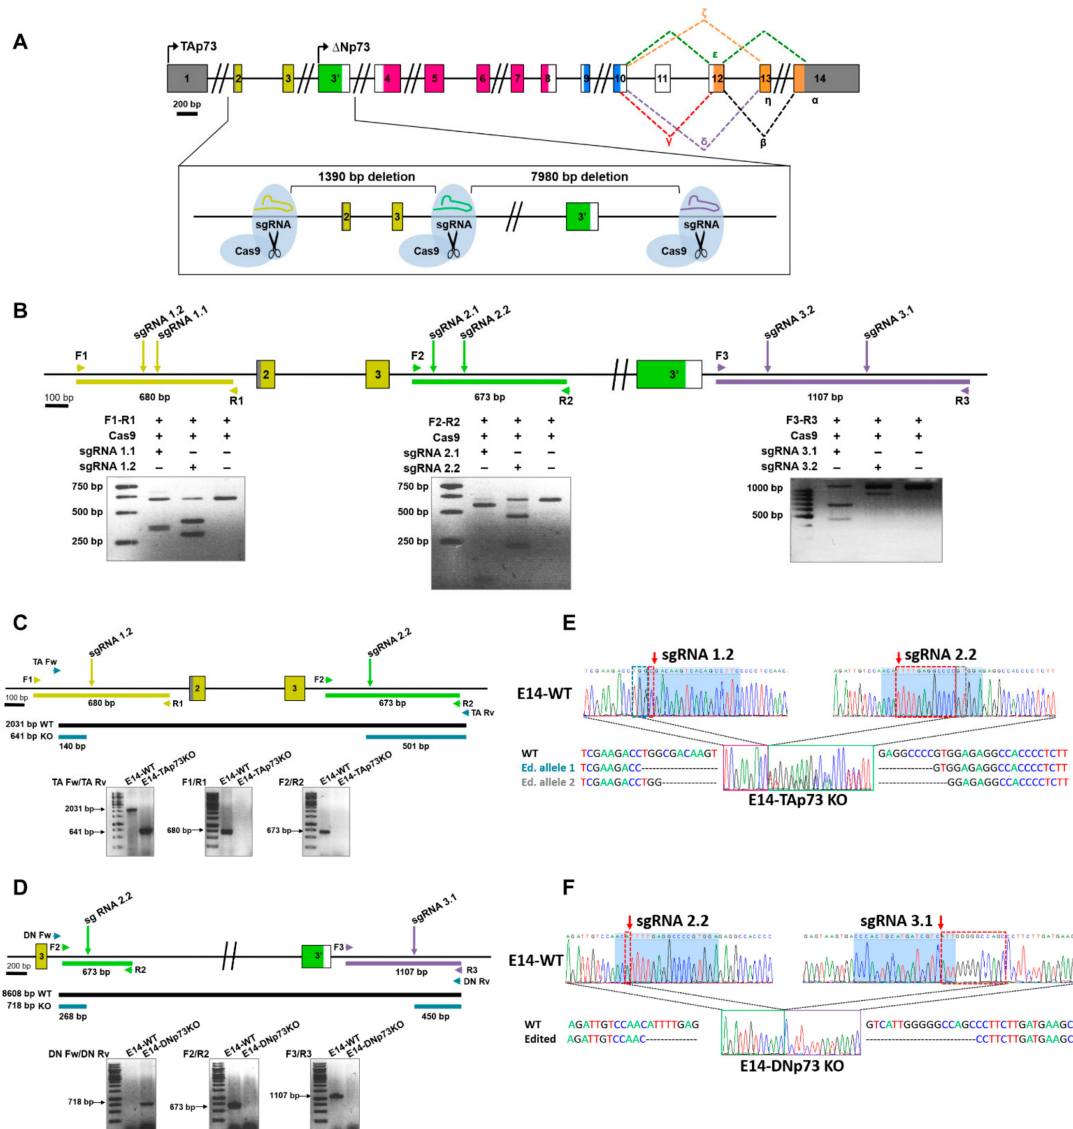 A
TAp73
ΔNp73
ζ
ε
1
2
3
3'
4
5
6
7
8
9
10
11
12
13
14
200 bp
η
α
γ
δ
β
1390 bp deletion
7980 bp deletion
2
3
3'
sgRNA
sgRNA
sgRNA
Cas9
Cas9
Cas9
B
sgRNA 1.2
sgRNA 1.1
sgRNA 2.1
sgRNA 2.2
sgRNA 3.2
sgRNA 3.1
F1
F2
F3
2
3
3'
100 bp
680 bp
R1
673 bp
R2
1107 bp
R3
F1-R1 + + +
Cas9 + + +
sgRNA 1.1 + – –
sgRNA 1.2 – + –
750 bp
500 bp
250 bp
F2-R2 + + +
Cas9 + + +
sgRNA 2.1 + – –
sgRNA 2.2 – + –
750 bp
500 bp
250 bp
F3-R3 + + +
Cas9 + + +
sgRNA 3.1 + – –
sgRNA 3.2 – + –
1000 bp
500 bp
C
sgRNA 1.2
sgRNA 2.2
TA Fw
F1
F2
2
3
100 bp
680 bp
R1
673 bp
R2
TA Rv
2031 bp WT
641 bp KO
140 bp
501 bp
TA Fw/TA Rv
E14-WT
E14-TAp73KO
2031 bp
641 bp
F1/R1
E14-WT
E14-TAp73KO
680 bp
F2/R2
E14-WT
E14-TAp73KO
673 bp
D
sg RNA 2.2
sgRNA 3.1
DN Fw
F2
F3
3
3'
200 bp
673 bp
R2
1107 bp
R3
DN Rv
8608 bp WT
718 bp KO
268 bp
450 bp
DN Fw/DN Rv
E14-WT
E14-DNp73KO
718 bp
F2/R2
E14-WT
E14-DNp73KO
673 bp
F3/R3
E14-WT
E14-DNp73KO
1107 bp
E
sgRNA 1.2
sgRNA 2.2
E14-WT
WT TCGAAGACCTGGCGACAAGT GAGGCCCCGTGGAGAGGCCACCCCTCTT
Ed. allele 1 TCGAAGACC GTGGAGAGGCCACCCCTCTT
Ed. allele 2 TCGAAGACCTGG GGAGAGGCCACCCCTCTT
E14-TAp73 KO
F
sgRNA 2.2
sgRNA 3.1
E14-WT
WT AGATTGTCCAACATTTTGAG GTCATTGGGGGCCAGCCCTTCTTGATGAAGC
Edited AGATTGTCCAAC CCTTCTTGATGAAGC
E14-DNp73 KO